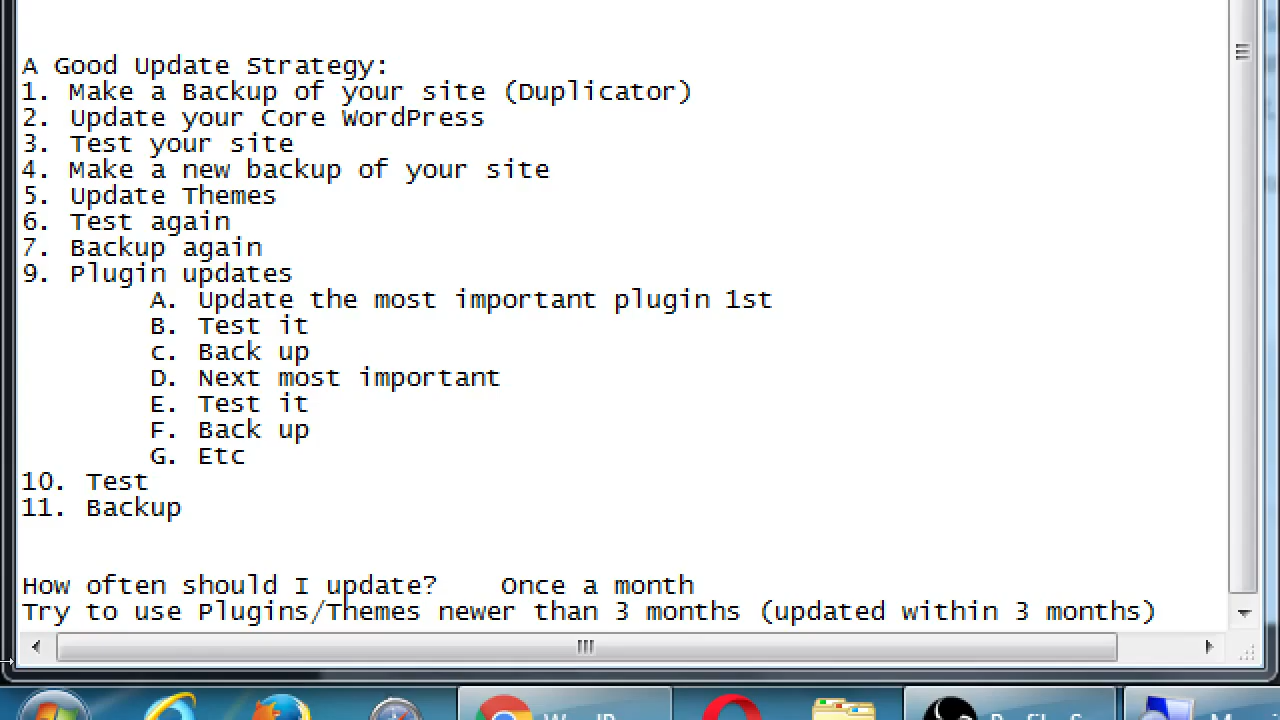 A Good Update Strategy:
1. Make a Backup of your site (Duplicator)
2. Update your Core WordPress
3. Test your site
4. Make a new backup of your site
5. Update Themes
6. Test again
7. Backup again
9. Plugin updates
A. Update the most important plugin 1st
B. Test it
C. Back up
D. Next most important
E. Test it
F. Back up
G. Etc
10. Test
11. Backup
How often should I update? Once a month
Try to use Plugins/Themes newer than 3 months (updated within 3 months)